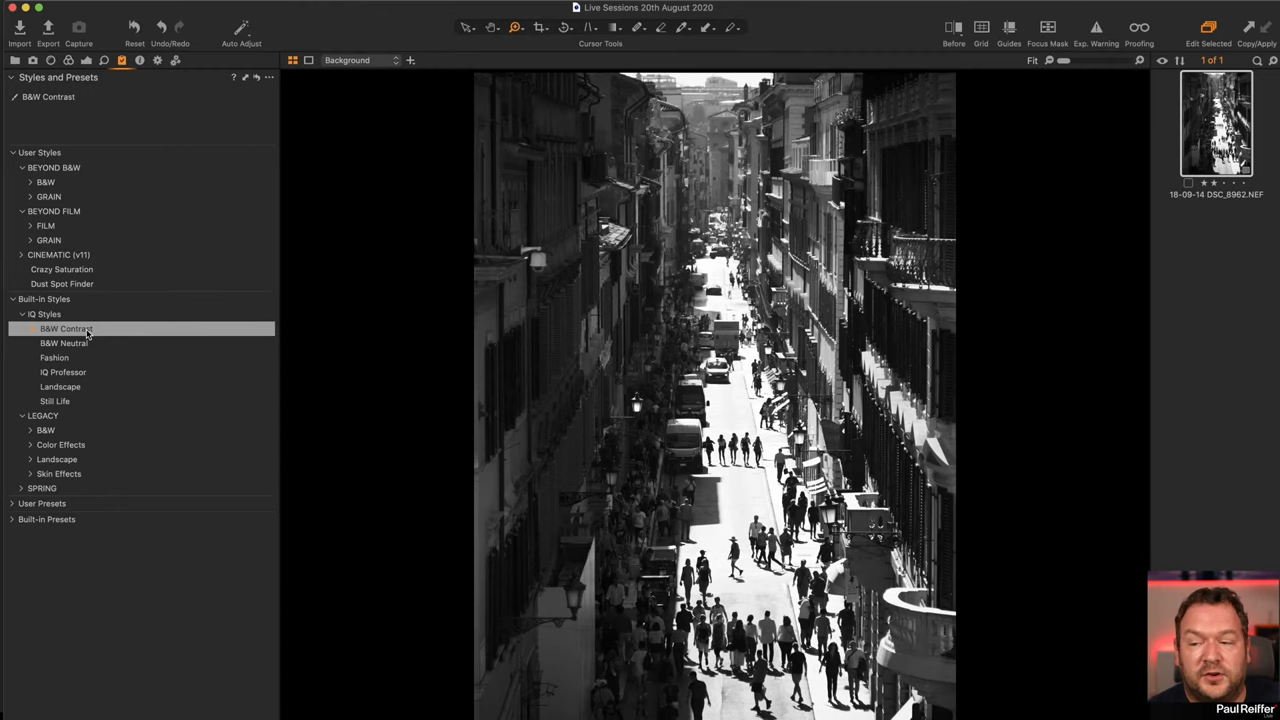 Live Sessions 20th August 2020
Import
Export
Capture
Reset
Undo/Redo
Auto Adjust
Cursor Tools
Before
Grid
Guides
Focus Mask
Exp. Warning
Proofing
Edit Selected
Copy/Apply
Background
Fit
1 of 1
Styles and Presets
?
B&W Contrast
User Styles
BEYOND B&W
B&W
GRAIN
BEYOND FILM
FILM
GRAIN
CINEMATIC (v11)
Crazy Saturation
Dust Spot Finder
Built-in Styles
IQ Styles
B&W Contrast
B&W Neutral
Fashion
IQ Professor
Landscape
Still Life
LEGACY
B&W
Color Effects
Landscape
Skin Effects
SPRING
User Presets
Built-in Presets
18-09-14 DSC_8962.NEF
Paul Reiffer
Live